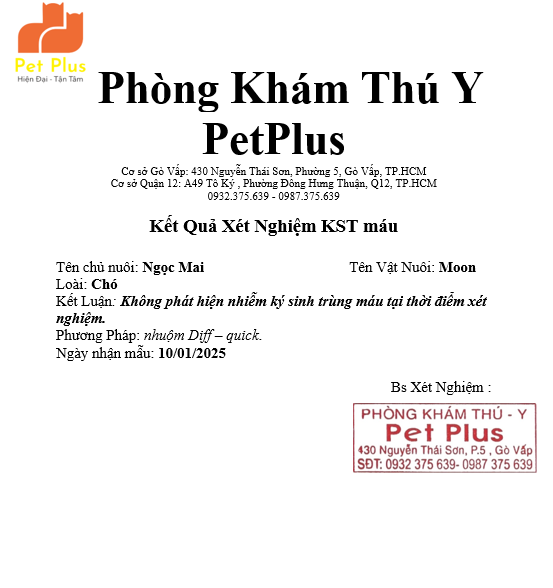 Pet Plus
Hiện Đại - Tận Tâm
Phòng Khám Thú Y
PetPlus
Cơ sở Gò Vấp: 430 Nguyễn Thái Sơn, Phường 5, Gò Vấp, TP.HCM
Cơ sở Quận 12: A49 Tô Ký , Phường Đông Hưng Thuận, Q12, TP.HCM
0932.375.639 - 0987.375.639
Kết Quả Xét Nghiệm KST máu
Tên chủ nuôi: Ngọc Mai Tên Vật Nuôi: Moon
Loài: Chó
Kết Luận: Không phát hiện nhiễm ký sinh trùng máu tại thời điểm xét
nghiệm.
Phương Pháp: nhuộm Diff – quick.
Ngày nhận mẫu: 10/01/2025
Bs Xét Nghiệm :
PHÒNG KHÁM THÚ - Y
Pet Plus
430 Nguyễn Thái Sơn, P.5 , Gò Vấp
SĐT: 0932 375 639- 0987 375 639